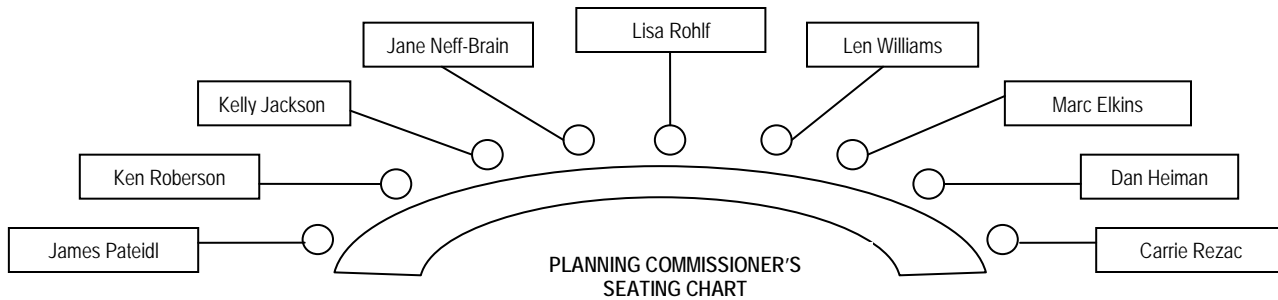 Lisa Rohlf
Jane Neff-Brain
Len Williams
Kelly Jackson
Marc Elkins
Ken Roberson
Dan Heiman
James Pateidl
Carrie Rezac
PLANNING COMMISSIONER'S
SEATING CHART